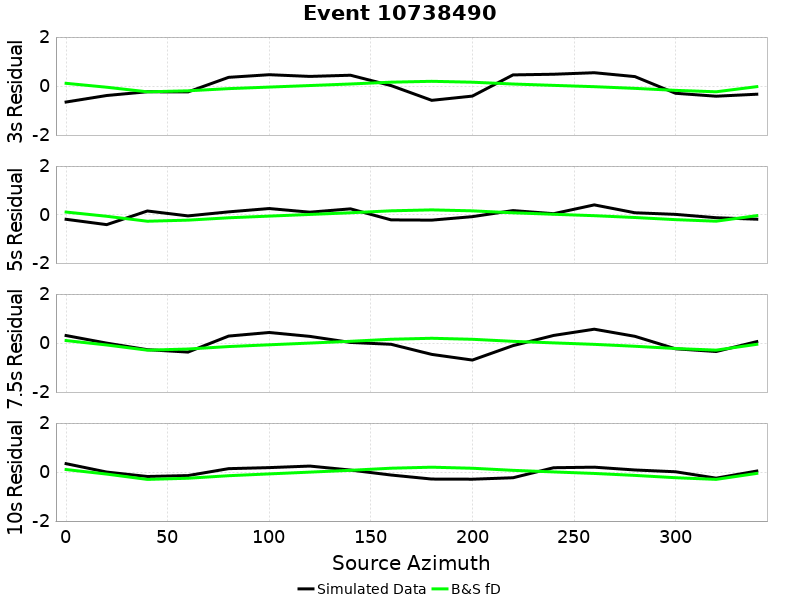 Event 10738490
3s Residual
2
0
-2
5s Residual
2
0
-2
7.5s Residual
2
0
-2
10s Residual
2
0
-2
0 50 100 150 200 250 300
Source Azimuth
Simulated Data B&S fD